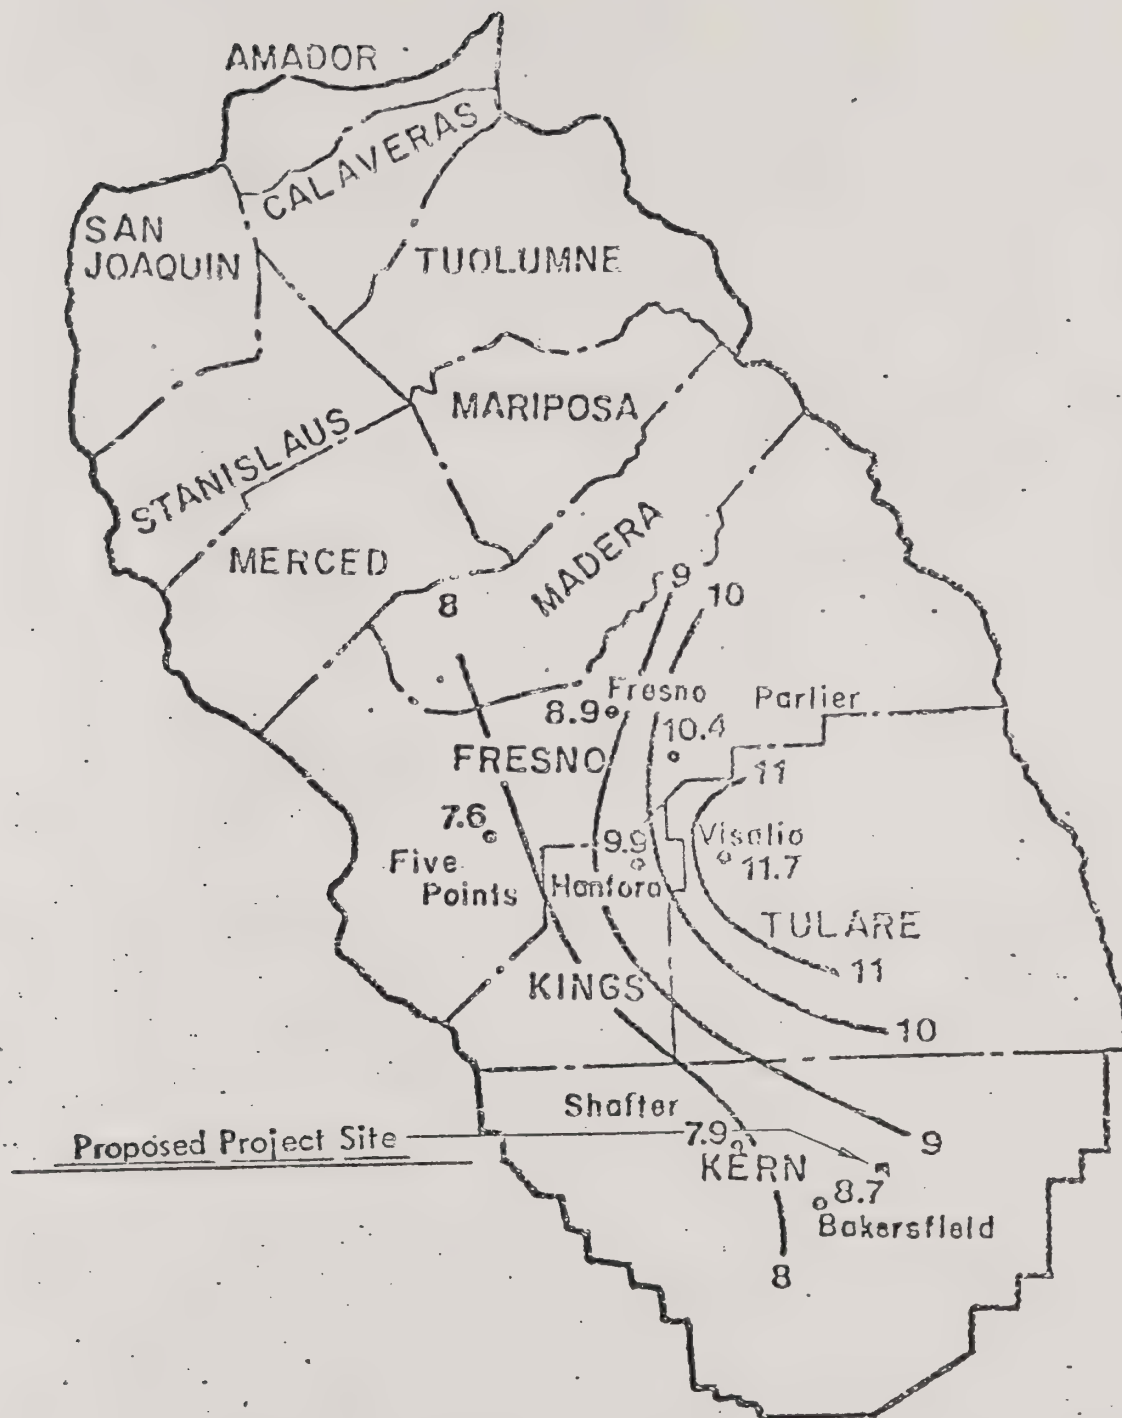 AMADOR
CALAVERAS
SAN
JOAQUIN
TUOLUMNE
MARIPOSA
STANISLAUS
MERCED
MADERA
8
9
10
Fresno
8.9
Parlier
10.4
FRESNO
11
7.6
Five
Points
9.9
Hanford
Visalia
11.7
TULARE
11
KINGS
10
Shafter
Proposed Project Site
7.9
9
KERN
8.7
Bakersfield
8